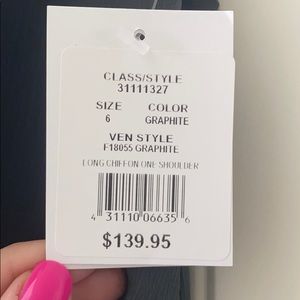 CLASS/STYLE
31111327
SIZE COLOR
6 GRAPHITE
VEN STYLE
F18055 GRAPHITE
LONG CHIFFON ONE SHOULDER
4 31110 06635 6
$139.95